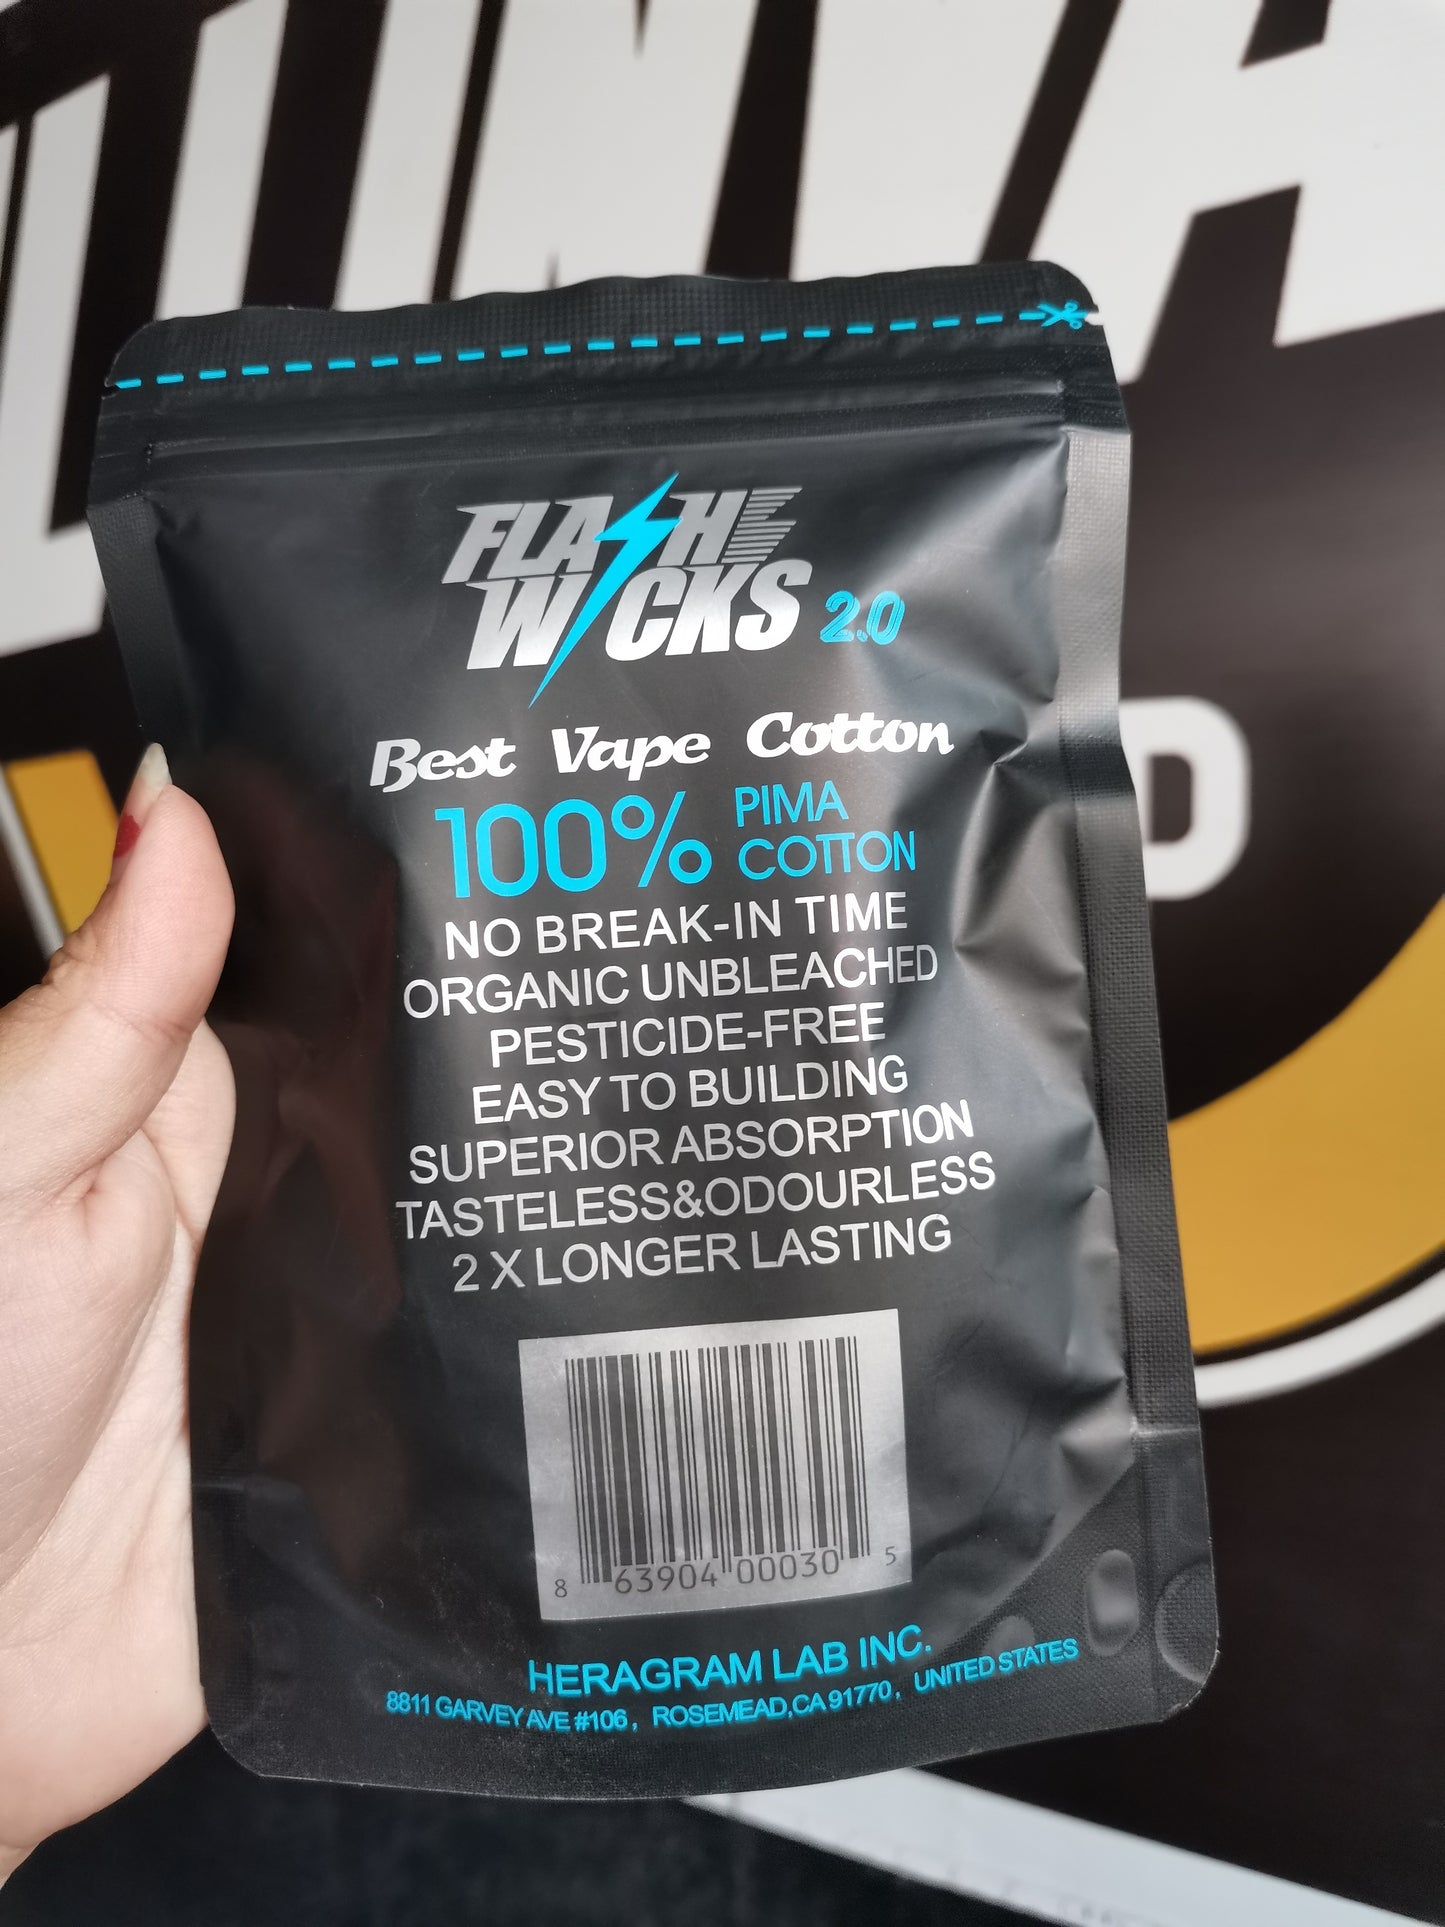 FLASH
WICKS 2.0
Best Vape Cotton
100% PIMA
COTTON
NO BREAK-IN TIME
ORGANIC UNBLEACHED
PESTICIDE-FREE
EASY TO BUILDING
SUPERIOR ABSORPTION
TASTELESS&ODOURLESS
2 X LONGER LASTING
8 63904 00030 5
HERAGRAM LAB INC.
8811 GARVEY AVE #106, ROSEMEAD,CA 91770, UNITED STATES